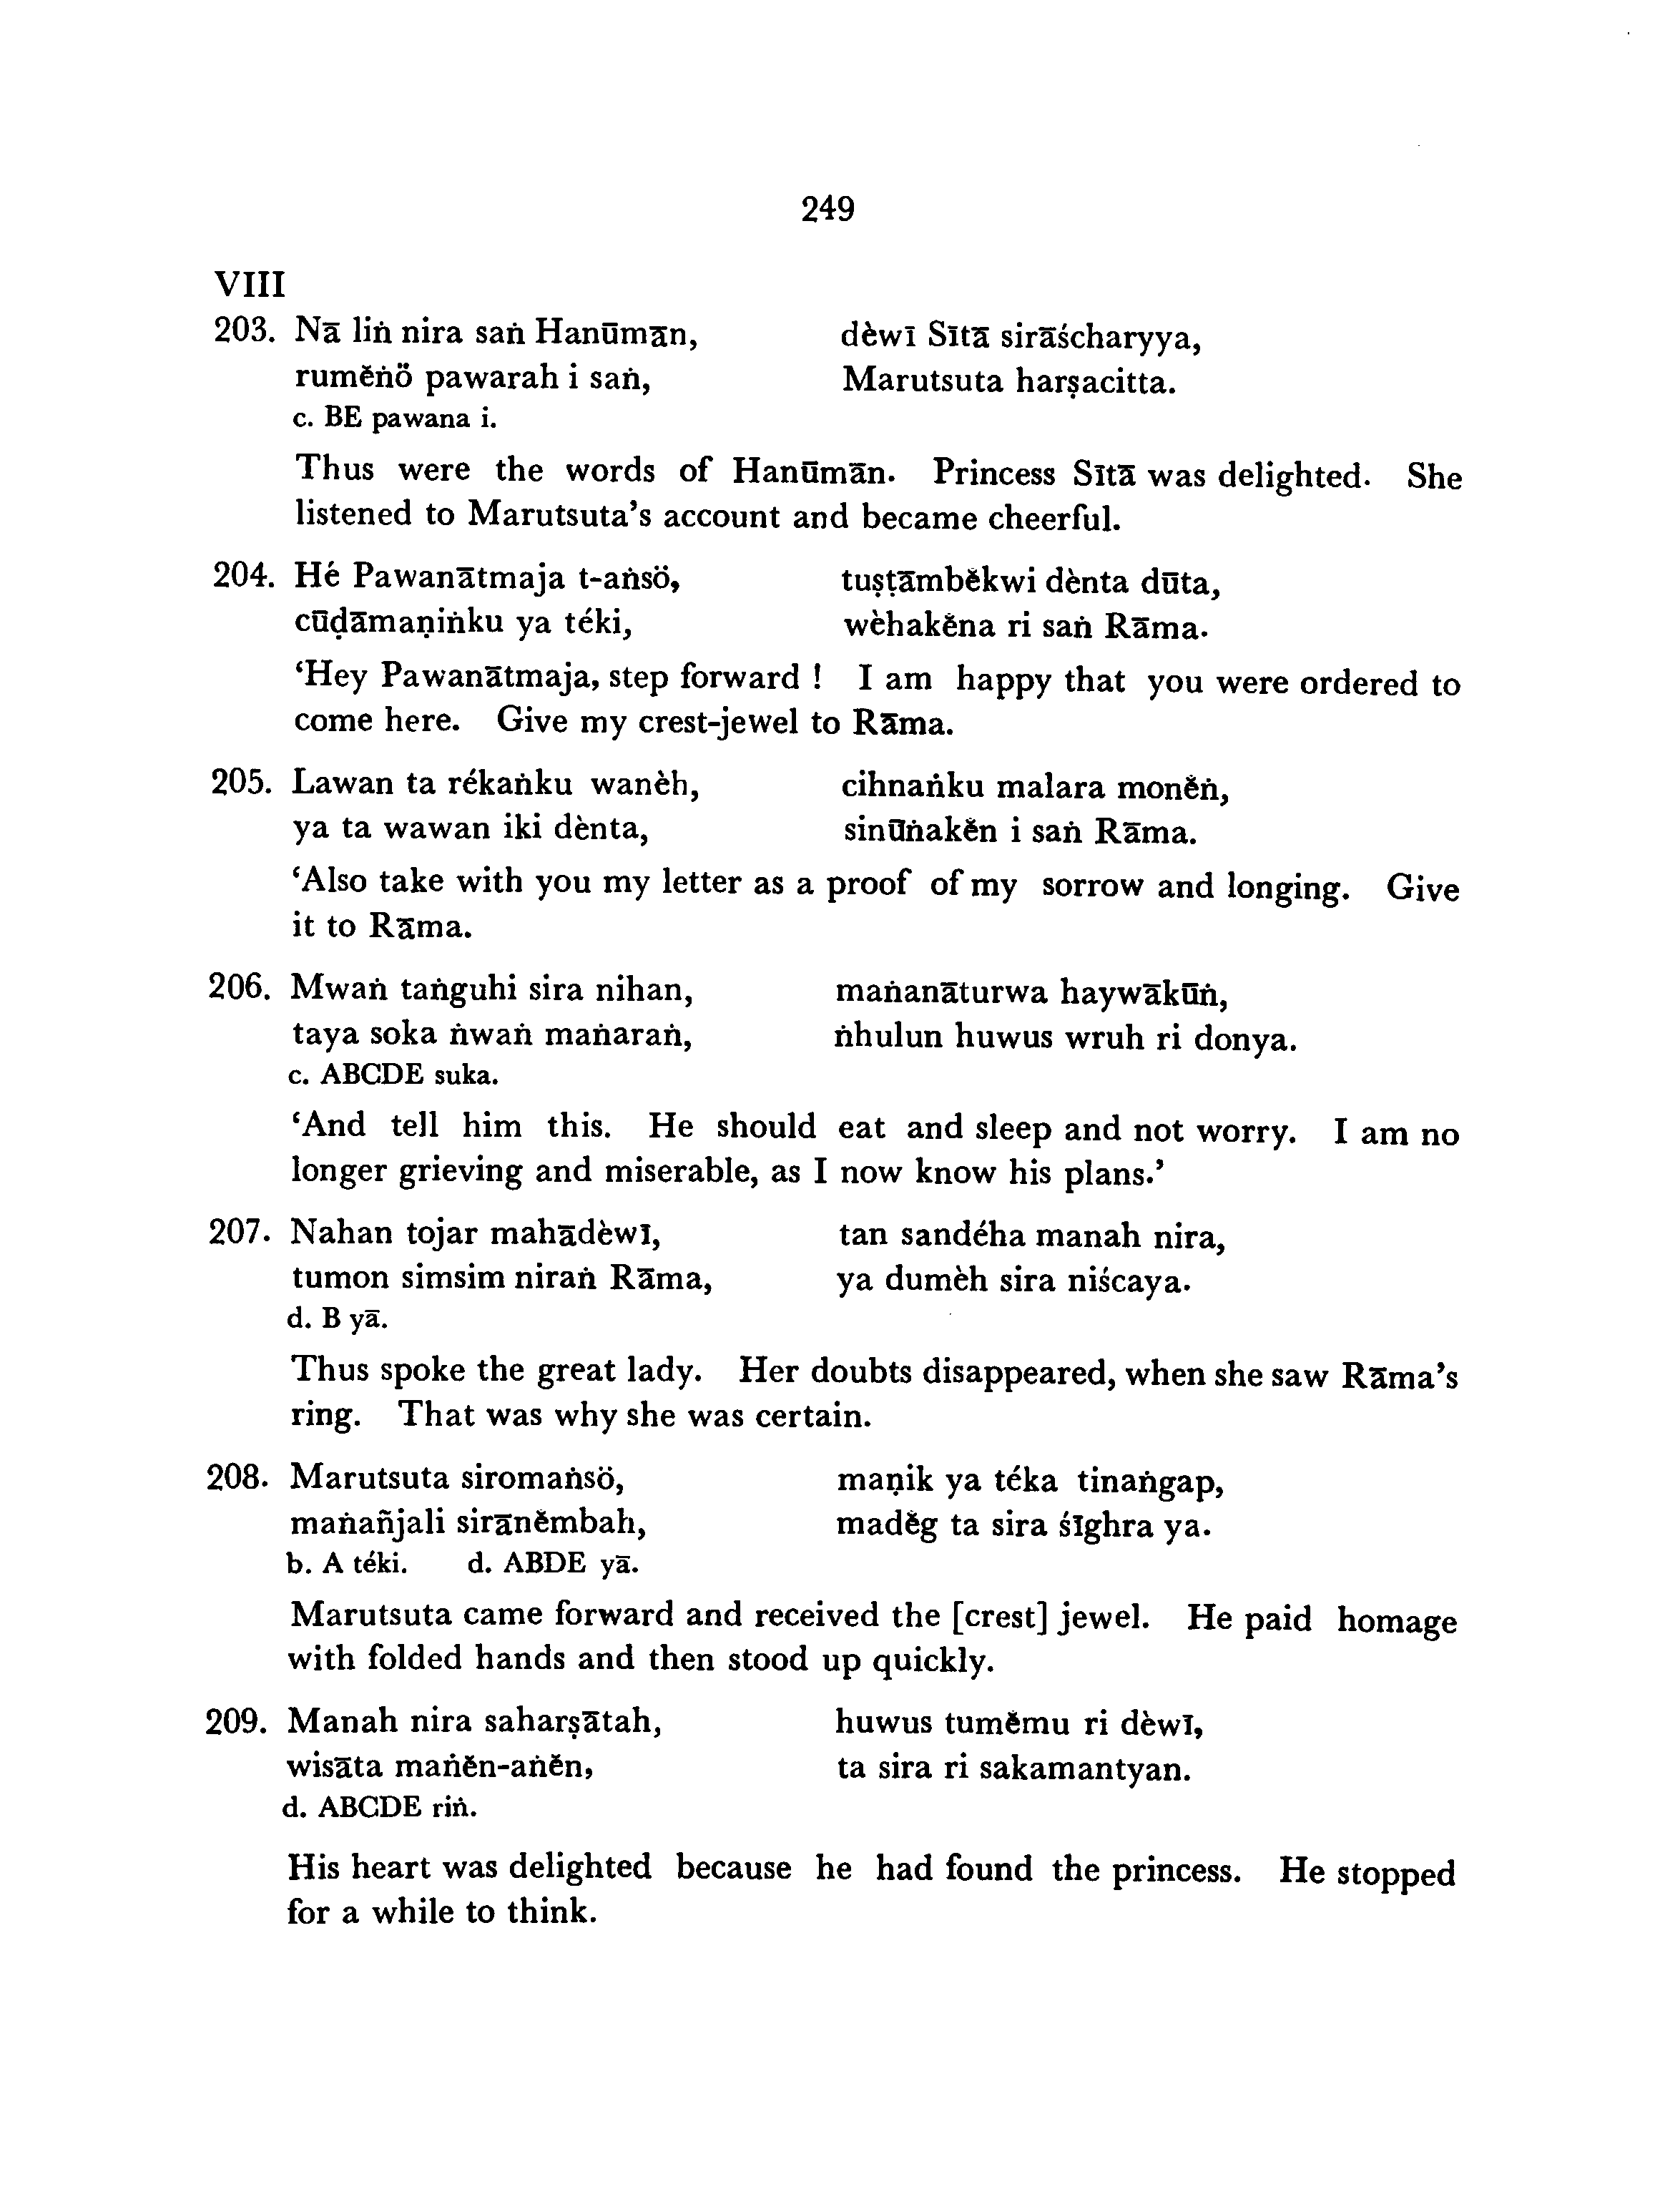 249
VIII
203. Nā liṅ nira saṅ Hanūmān, dèwī Sītā sirāścharyya,
rumĕṅö pawarah i saṅ, Marutsuta harṣacitta.
c. BE pawana i.
Thus were the words of Hanūmān. Princess Sītā was delighted. She
listened to Marutsuta's account and became cheerful.
204. Hé Pawanātmaja t-aṅsö, tuṣṭāmbĕkwi dènta dūta,
cūḍāmaṇiṅku ya téki, wèhakĕna ri saṅ Rāma.
‘Hey Pawanātmaja, step forward ! I am happy that you were ordered to
come here. Give my crest-jewel to Rāma.
205. Lawan ta rékaṅku wanèh, cihnaṅku malara monĕṅ,
ya ta wawan iki dènta, sinūṅakĕn i saṅ Rāma.
‘Also take with you my letter as a proof of my sorrow and longing. Give
it to Rāma.
206. Mwaṅ taṅguhi sira nihan, maṅanāturwa haywākūṅ,
taya soka ṅwaṅ maṅaraṅ, ṅhulun huwus wruh ri donya.
c. ABCDE suka.
‘And tell him this. He should eat and sleep and not worry. I am no
longer grieving and miserable, as I now know his plans.’
207. Nahan tojar mahādèwī, tan sandéha manah nira,
tumon simsim niraṅ Rāma, ya dumèh sira niścaya.
d. B yā.
Thus spoke the great lady. Her doubts disappeared, when she saw Rāma's
ring. That was why she was certain.
208. Marutsuta siromaṅsö, maṇik ya téka tinaṅgap,
maṅañjali sirānĕmbah, madĕg ta sira śīghra ya.
b. A téki. d. ABDE yā.
Marutsuta came forward and received the [crest] jewel. He paid homage
with folded hands and then stood up quickly.
209. Manah nira saharṣātah, huwus tumĕmu ri dèwī,
wisāta maṅĕn-aṅĕn, ta sira ri sakamantyan.
d. ABCDE riṅ.
His heart was delighted because he had found the princess. He stopped
for a while to think.